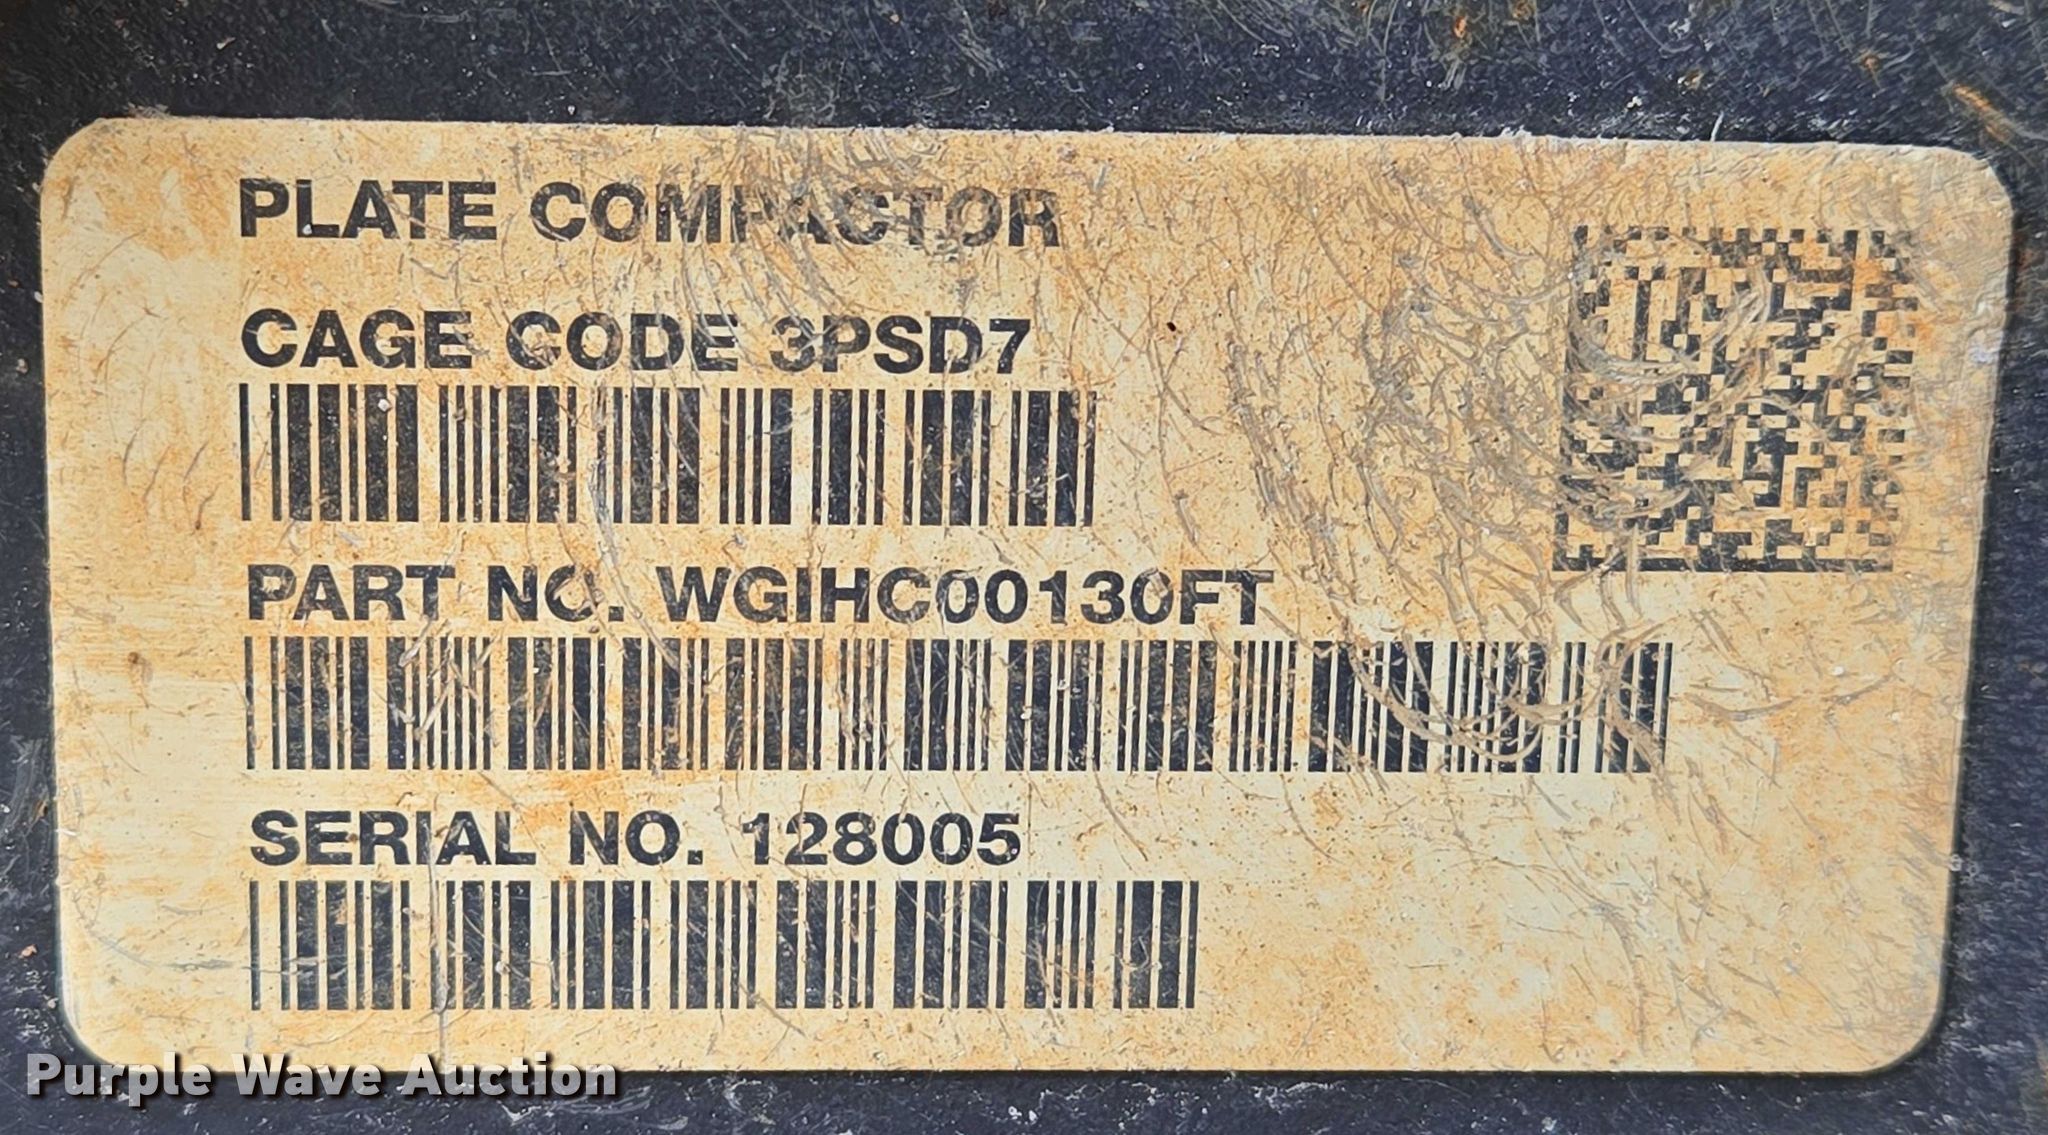 PLATE COMPACTOR
CAGE CODE 3PSD7
PART NO. WGIHC00130FT
SERIAL NO. 128005
Purple Wave Auction